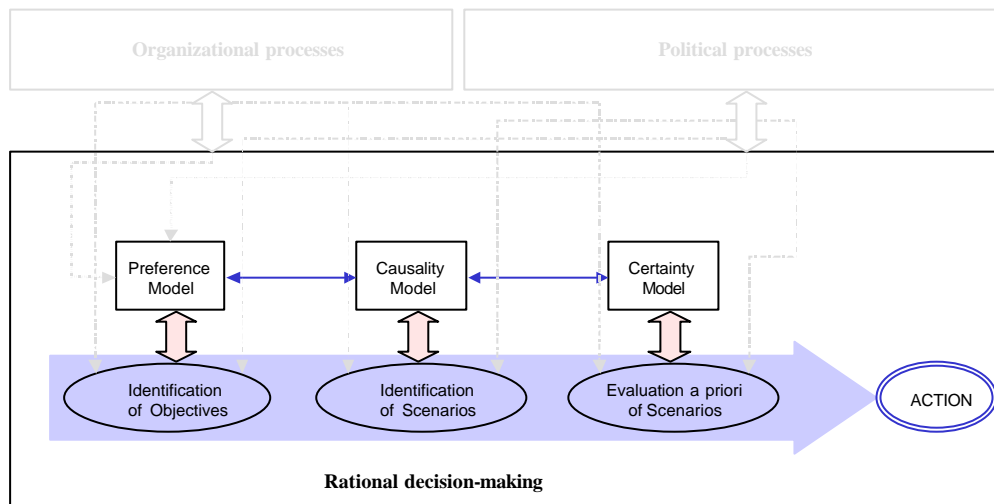 Organizational processes
Political processes
Preference
Model
Causality
Model
Certainty
Model
Identification
of Objectives
Identification
of Scenarios
Evaluation a priori
of Scenarios
ACTION
Rational decision-making